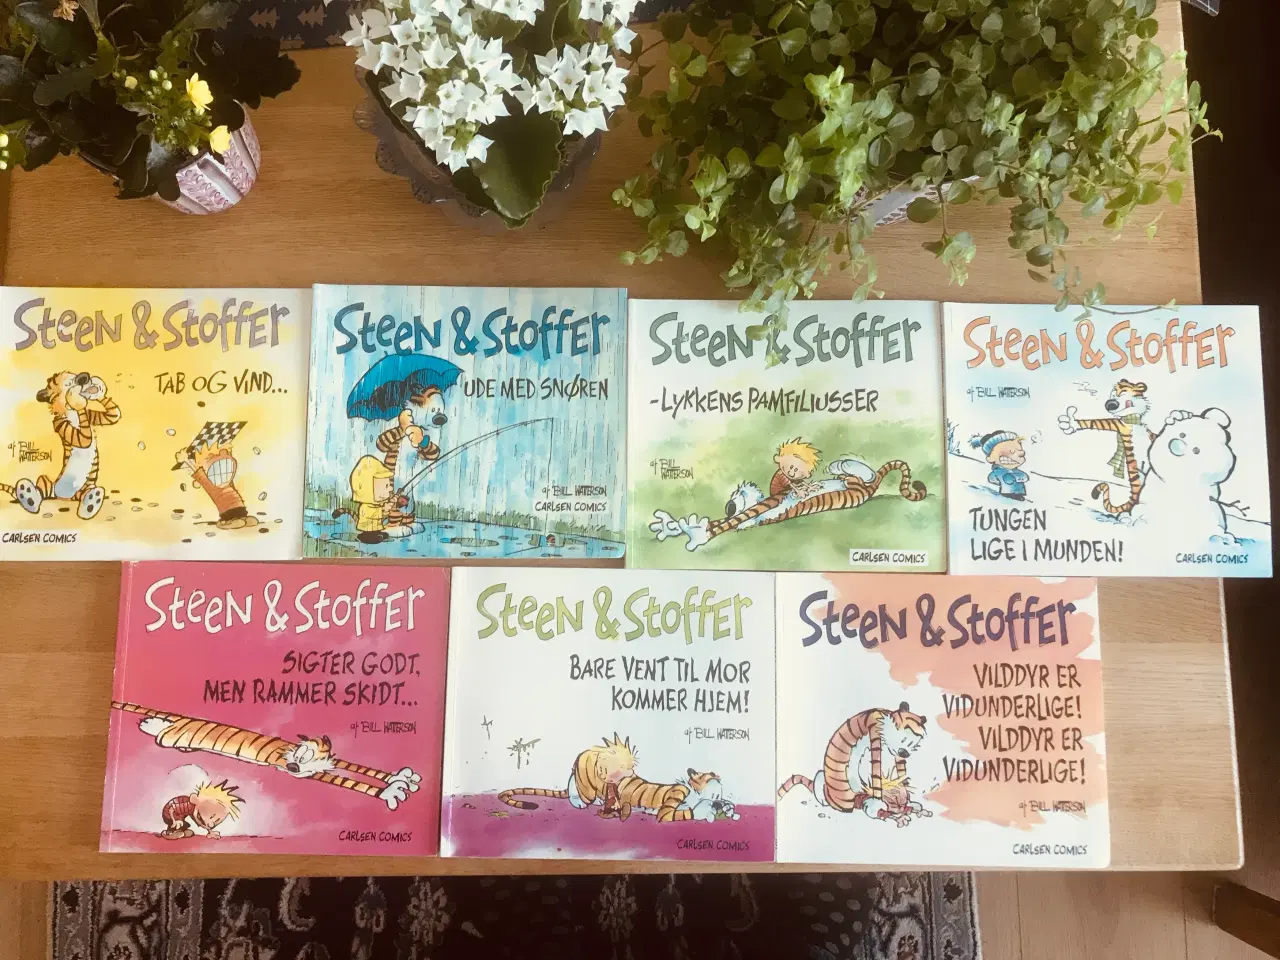 Steen & Stoffer
TAB OG VIND...
af BILL
WATTERSON
CARLSEN COMICS
Steen & Stoffer
UDE MED SNØREN
af BILL WATTERSON
CARLSEN COMICS
Steen & Stoffer
-LYKKENS PAMFILIUSSER
af BILL
WATTERSON
CARLSEN COMICS
Steen & Stoffer
af BILL WATTERSON
TUNGEN
LIGE I MUNDEN!
CARLSEN COMICS
Steen & Stoffer
SIGTER GODT,
MEN RAMMER SKIDT...
af BILL WATTERSON
CARLSEN COMICS
Steen & Stoffer
BARE VENT TIL MOR
KOMMER HJEM!
af BILL WATTERSON
CARLSEN COMICS
Steen & Stoffer
VILDDYR ER
VIDUNDERLIGE!
VILDDYR ER
VIDUNDERLIGE!
af BILL WATTERSON
CARLSEN COMICS